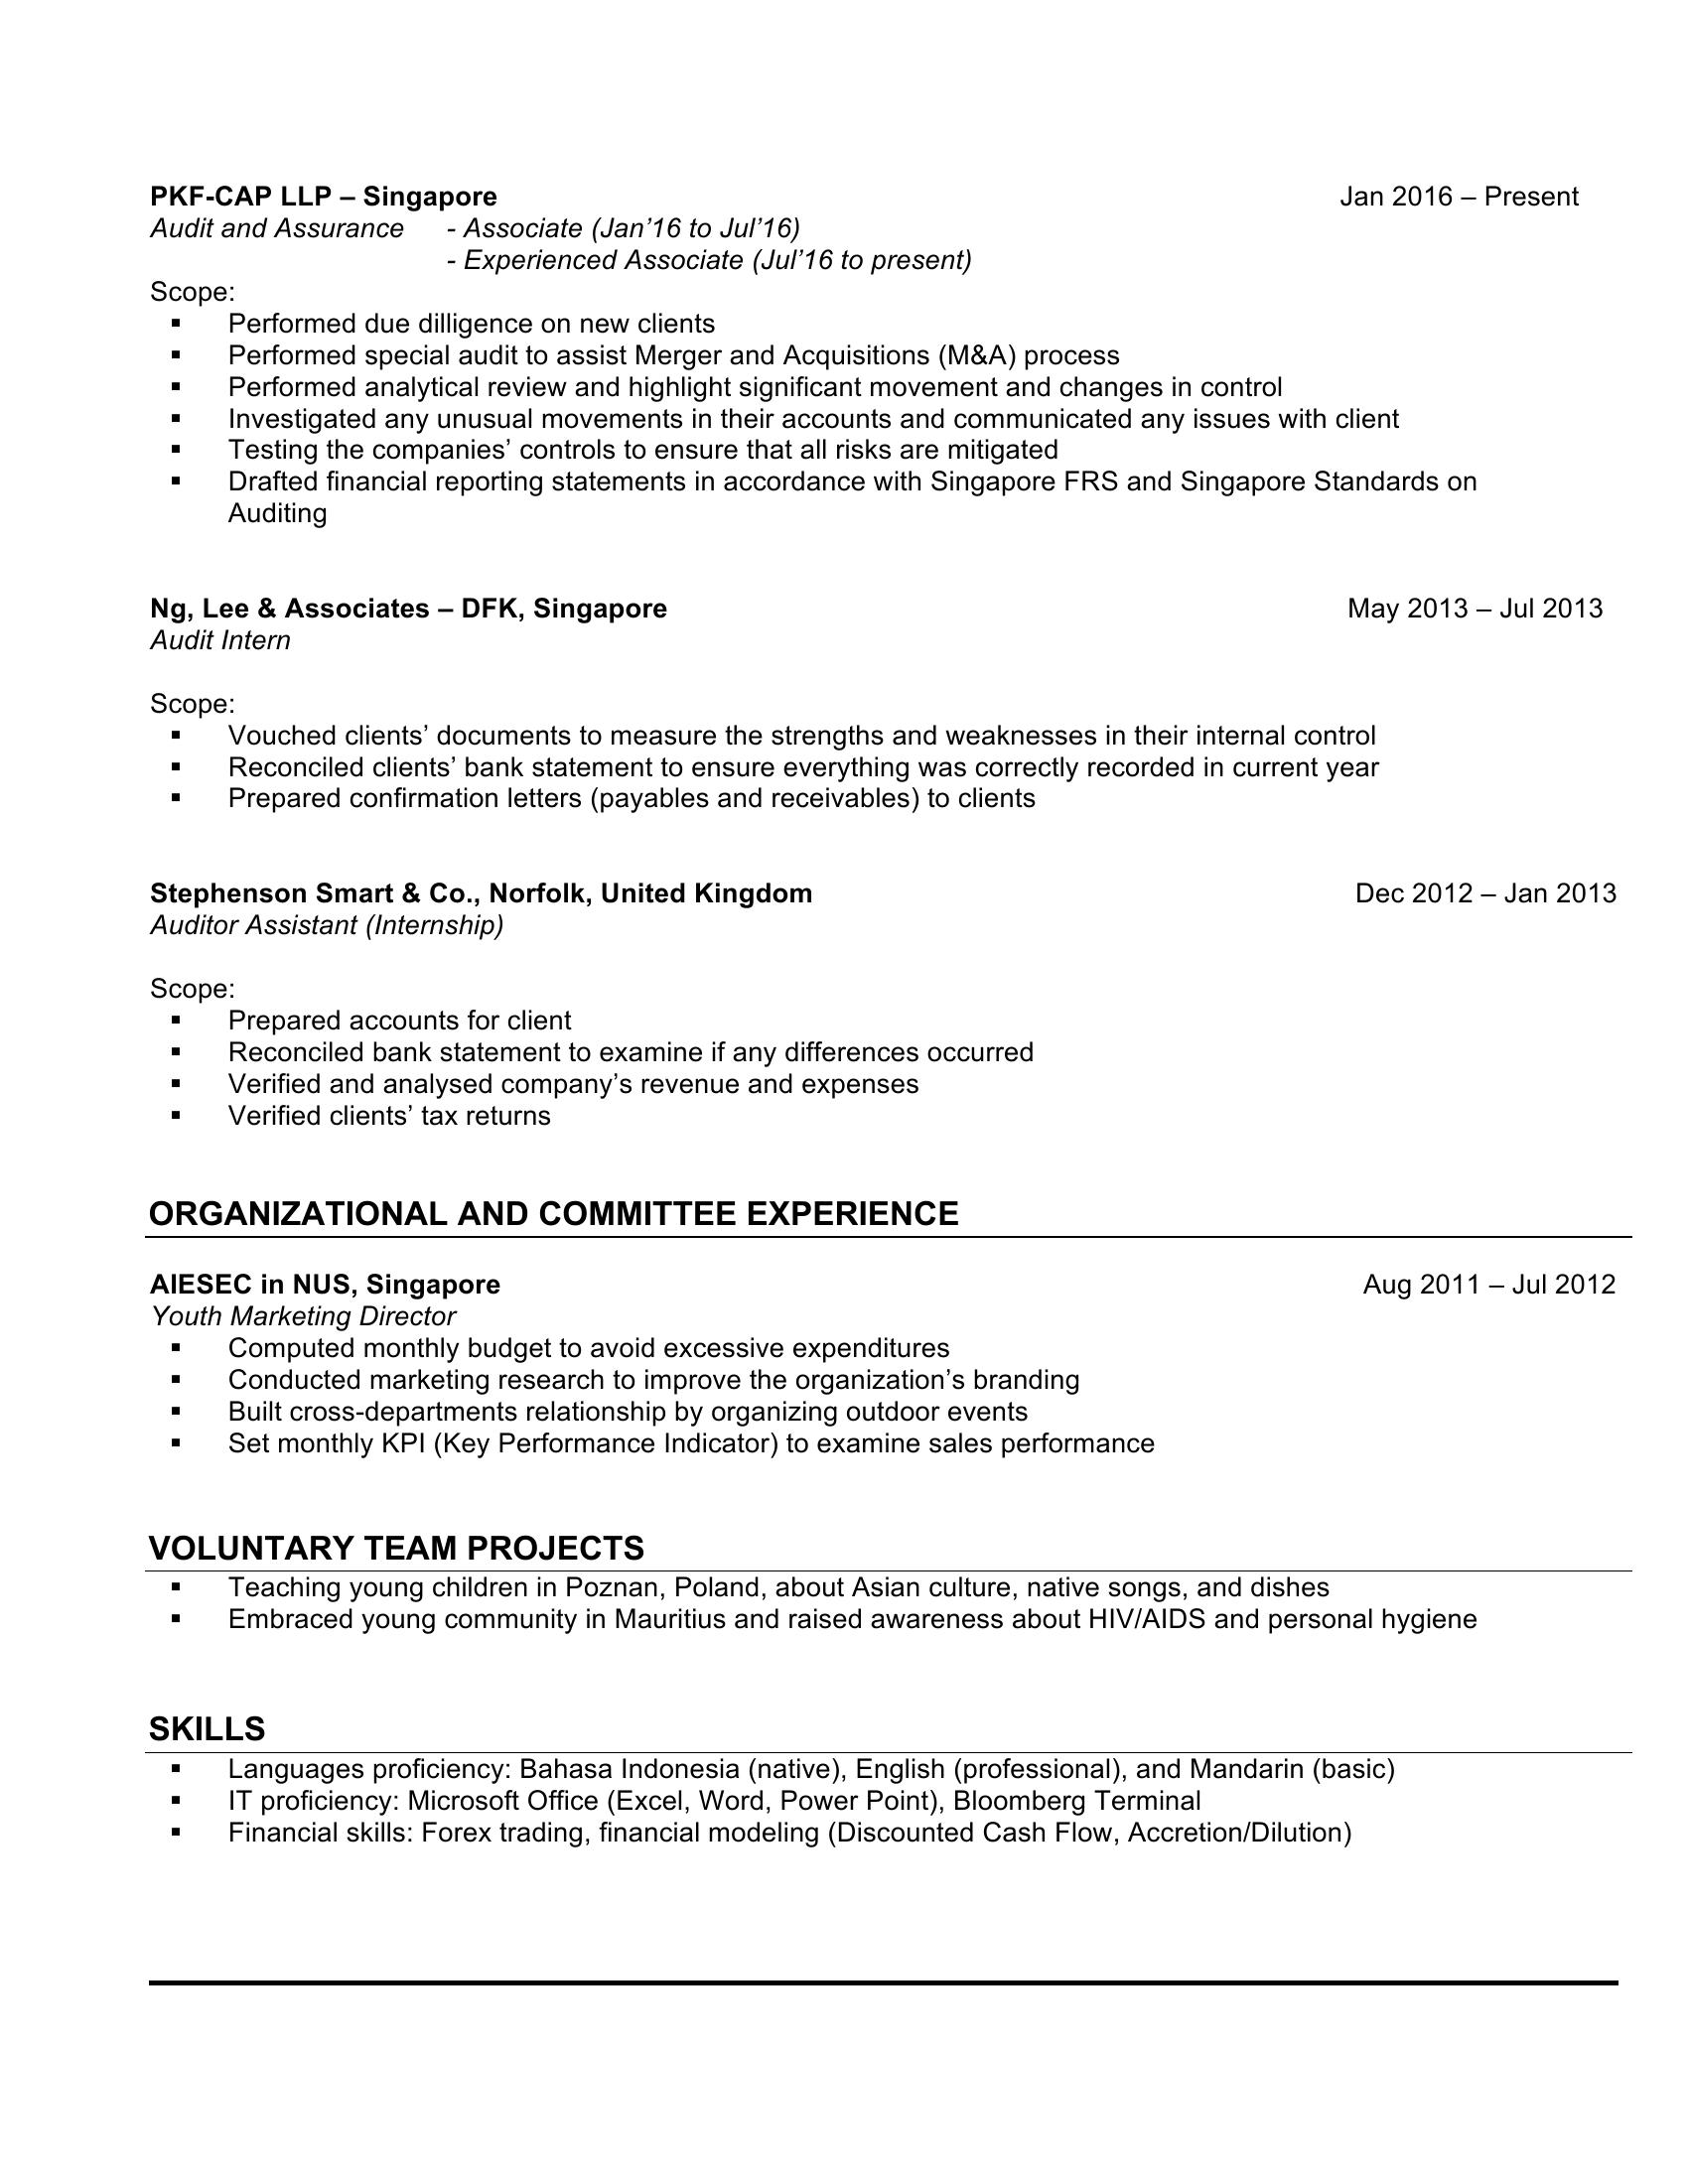 PKF-CAP LLP – Singapore Jan 2016 – Present
Audit and Assurance - Associate (Jan’16 to Jul’16)
- Experienced Associate (Jul’16 to present)
Scope:
▪ Performed due dilligence on new clients
▪ Performed special audit to assist Merger and Acquisitions (M&A) process
▪ Performed analytical review and highlight significant movement and changes in control
▪ Investigated any unusual movements in their accounts and communicated any issues with client
▪ Testing the companies’ controls to ensure that all risks are mitigated
▪ Drafted financial reporting statements in accordance with Singapore FRS and Singapore Standards on
Auditing
Ng, Lee & Associates – DFK, Singapore May 2013 – Jul 2013
Audit Intern
Scope:
▪ Vouched clients’ documents to measure the strengths and weaknesses in their internal control
▪ Reconciled clients’ bank statement to ensure everything was correctly recorded in current year
▪ Prepared confirmation letters (payables and receivables) to clients
Stephenson Smart & Co., Norfolk, United Kingdom Dec 2012 – Jan 2013
Auditor Assistant (Internship)
Scope:
▪ Prepared accounts for client
▪ Reconciled bank statement to examine if any differences occurred
▪ Verified and analysed company’s revenue and expenses
▪ Verified clients’ tax returns
ORGANIZATIONAL AND COMMITTEE EXPERIENCE
AIESEC in NUS, Singapore Aug 2011 – Jul 2012
Youth Marketing Director
▪ Computed monthly budget to avoid excessive expenditures
▪ Conducted marketing research to improve the organization’s branding
▪ Built cross-departments relationship by organizing outdoor events
▪ Set monthly KPI (Key Performance Indicator) to examine sales performance
VOLUNTARY TEAM PROJECTS
▪ Teaching young children in Poznan, Poland, about Asian culture, native songs, and dishes
▪ Embraced young community in Mauritius and raised awareness about HIV/AIDS and personal hygiene
SKILLS
▪ Languages proficiency: Bahasa Indonesia (native), English (professional), and Mandarin (basic)
▪ IT proficiency: Microsoft Office (Excel, Word, Power Point), Bloomberg Terminal
▪ Financial skills: Forex trading, financial modeling (Discounted Cash Flow, Accretion/Dilution)